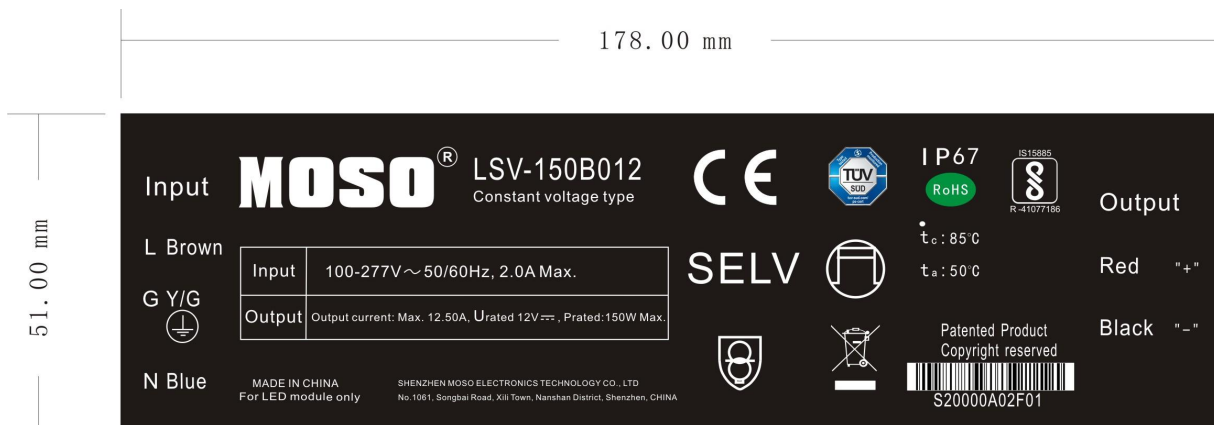 178.00 mm
51.00 mm
Input
L Brown
G Y/G
N Blue
MOSO®
LSV-150B012
Constant voltage type
Input 100-277V～50/60Hz, 2.0A Max.
Output Output current: Max. 12.50A, Urated 12V⎓, Prated:150W Max.
MADE IN CHINA
For LED module only
SHENZHEN MOSO ELECTRONICS TECHNOLOGY CO., LTD
No.1061, Songbai Road, Xili Town, Nanshan District, Shenzhen, CHINA
CE
SELV
TÜV
SÜD
IP67
RoHS
IS15885
R-41077186
tc:85℃
ta:50℃
Patented Product
Copyright reserved
S20000A02F01
Output
Red "+"
Black "-"